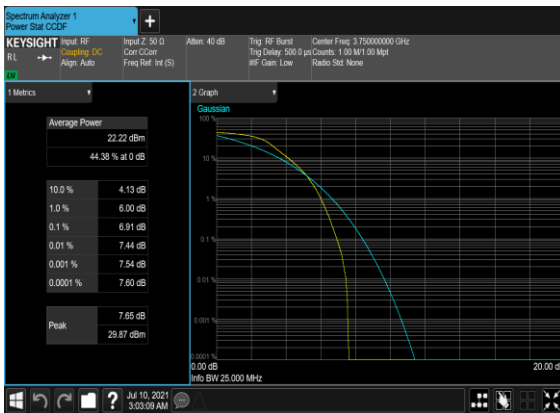 Spectrum Analyzer 1
Power Stat CCDF
+
KEYSIGHT
RL
LV
Input: RF
Coupling: DC
Align: Auto
Input Z: 50 Ω
Corr CCorr
Freq Ref: Int (S)
Atten: 40 dB
Trig: RF Burst
Trig Delay: 500.0 µs
#IF Gain: Low
Center Freq: 3.750000000 GHz
Counts: 1.00 M/1.00 Mpt
Radio Std: None
1 Metrics
Average Power
22.22 dBm
44.38 % at 0 dB
10.0 % 4.13 dB
1.0 % 6.00 dB
0.1 % 6.91 dB
0.01 % 7.44 dB
0.001 % 7.54 dB
0.0001 % 7.60 dB
Peak
7.65 dB
29.87 dBm
2 Graph
Gaussian
100 %
10 %
1 %
0.1 %
0.01 %
0.001 %
0.0001 %
0.00 dB
20.00 d
Info BW 25.000 MHz
?
Jul 10, 2021
3:03:09 AM